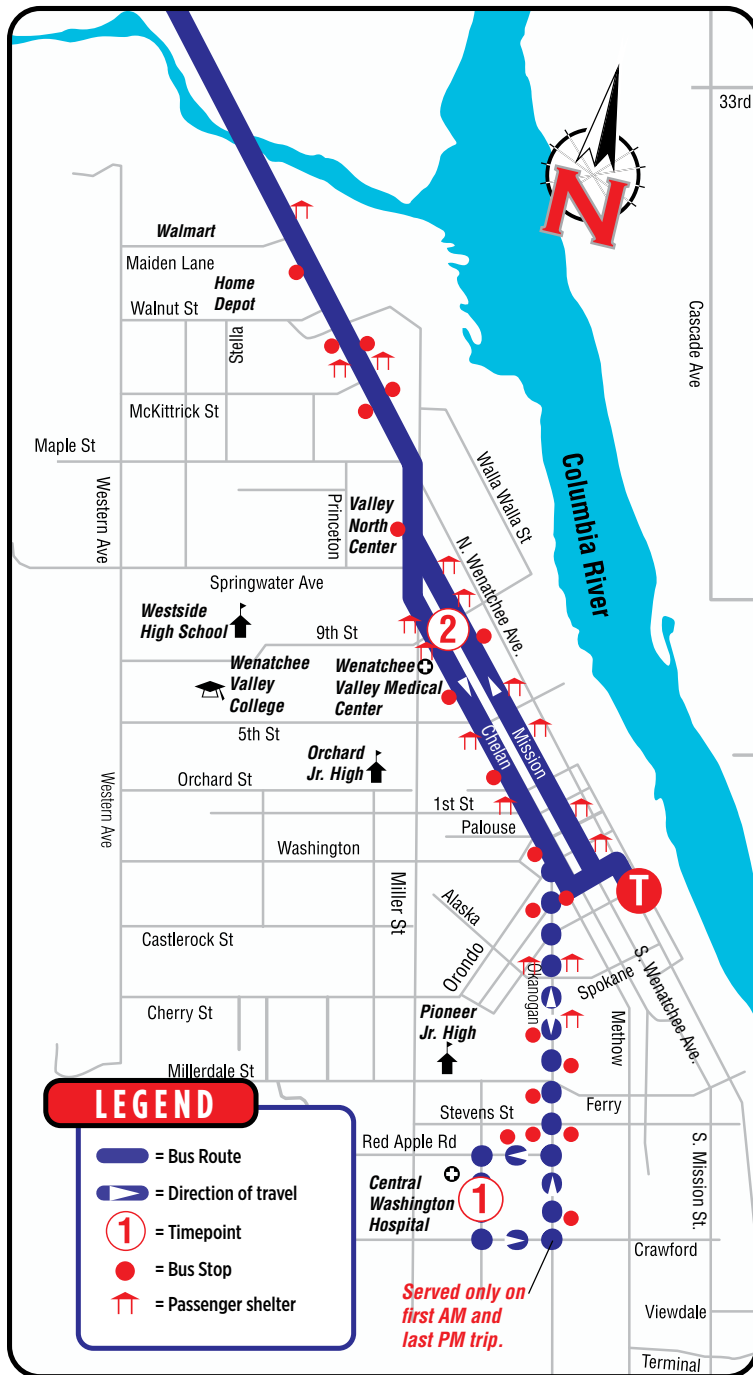 33rd
N
Walmart
Maiden Lane
Home
Depot
Walnut St
Stella
Cascade Ave
McKittrick St
Maple St
Walla Walla St
Columbia River
Western Ave
Princeton
Valley
North
Center
N. Wenatchee Ave.
Springwater Ave
Westside
High School
9th St
2
Wenatchee
Valley
College
Wenatchee
Valley Medical
Center
5th St
Chelan
Mission
Orchard
Jr. High
Orchard St
1st St
Palouse
Western Ave
Washington
T
Miller St
Alaska
Castlerock St
Orondo
Okanogan
Spokane
S. Wenatchee Ave.
Cherry St
Pioneer
Jr. High
Methow
Millerdale St
LEGEND
Ferry
Stevens St
Red Apple Rd
S. Mission St.
Central
Washington
Hospital
1
Crawford
= Bus Route
= Direction of travel
1 = Timepoint
= Bus Stop
= Passenger shelter
Served only on
first AM and
last PM trip.
Viewdale
Terminal